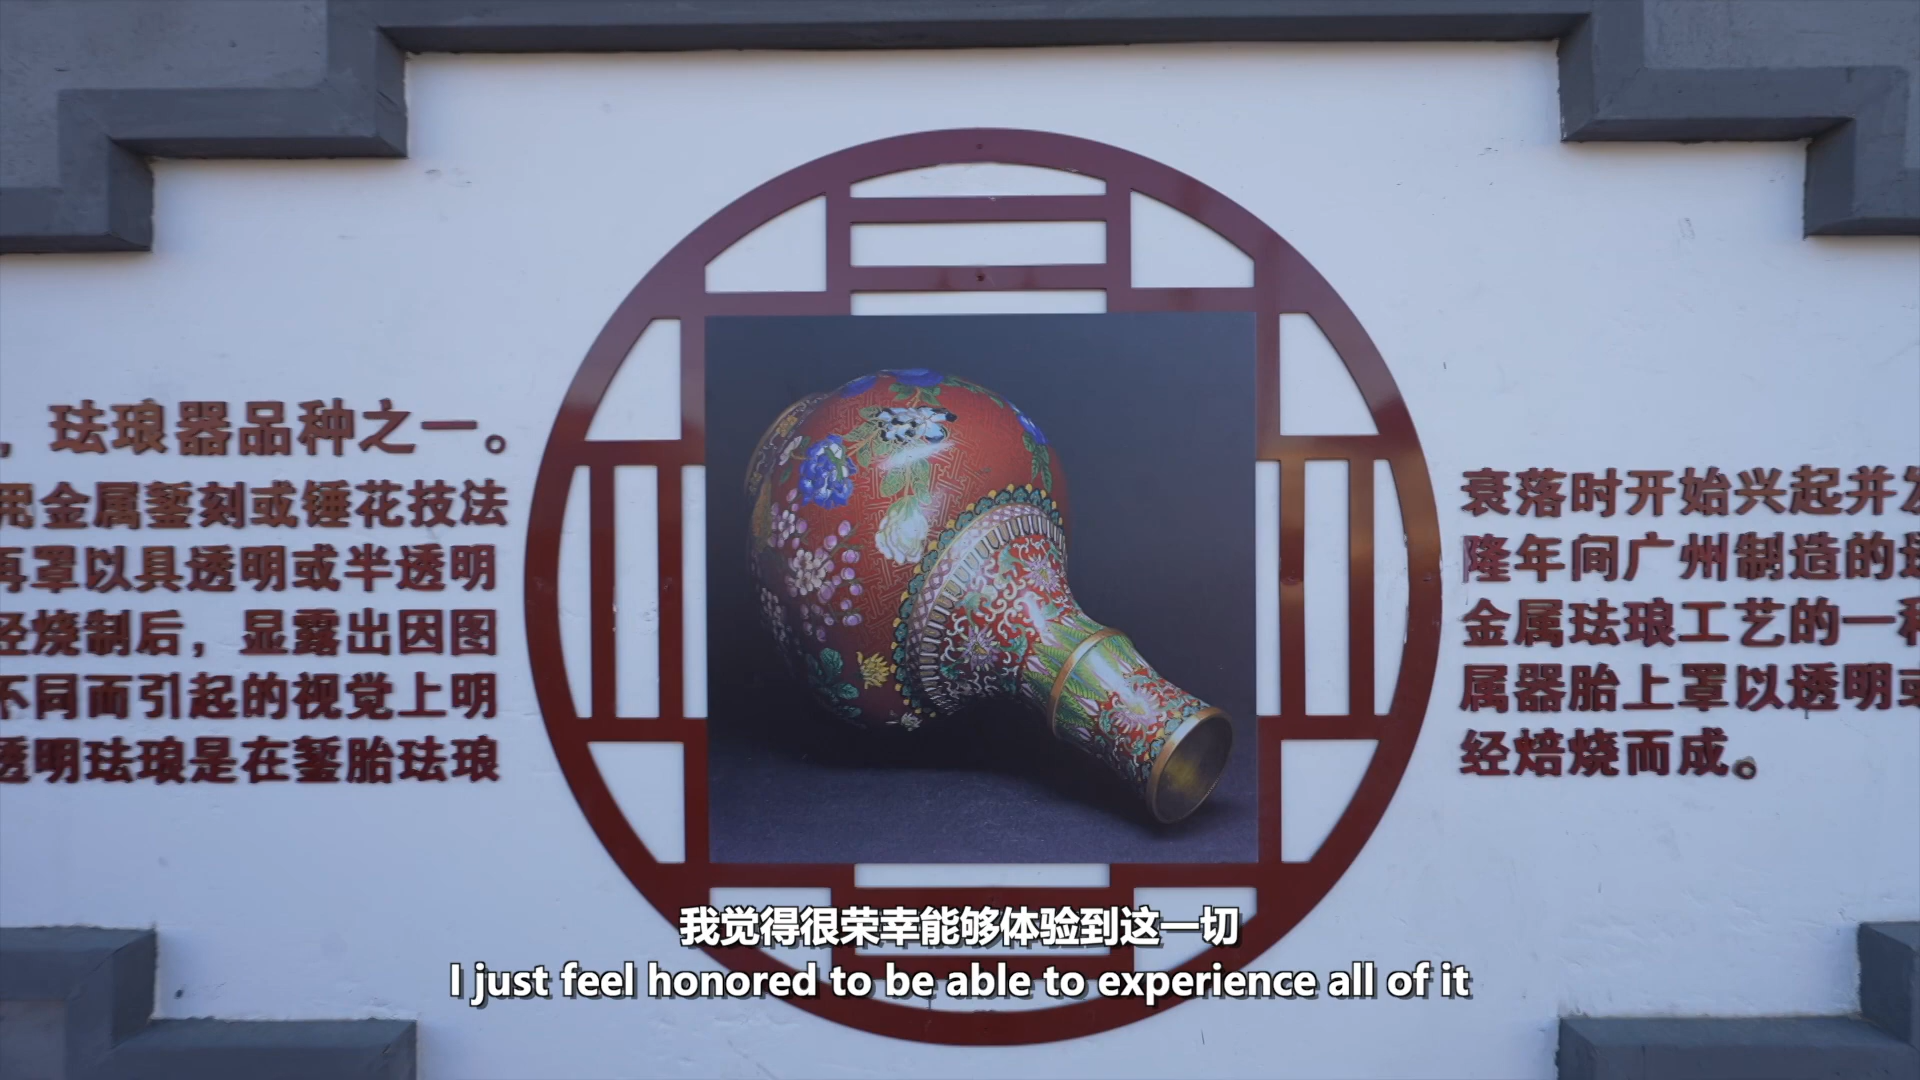 ，珐琅器品种之一。
金属錾刻或锤花技法
再罩以具透明或半透明
经烧制后，显露出因图
不同而引起的视觉上明
透明珐琅是在錾胎珐琅
衰落时开始兴起并发
隆年间广州制造的透
金属珐琅工艺的一种
属器胎上罩以透明或
经焙烧而成。
我觉得很荣幸能够体验到这一切
I just feel honored to be able to experience all of it